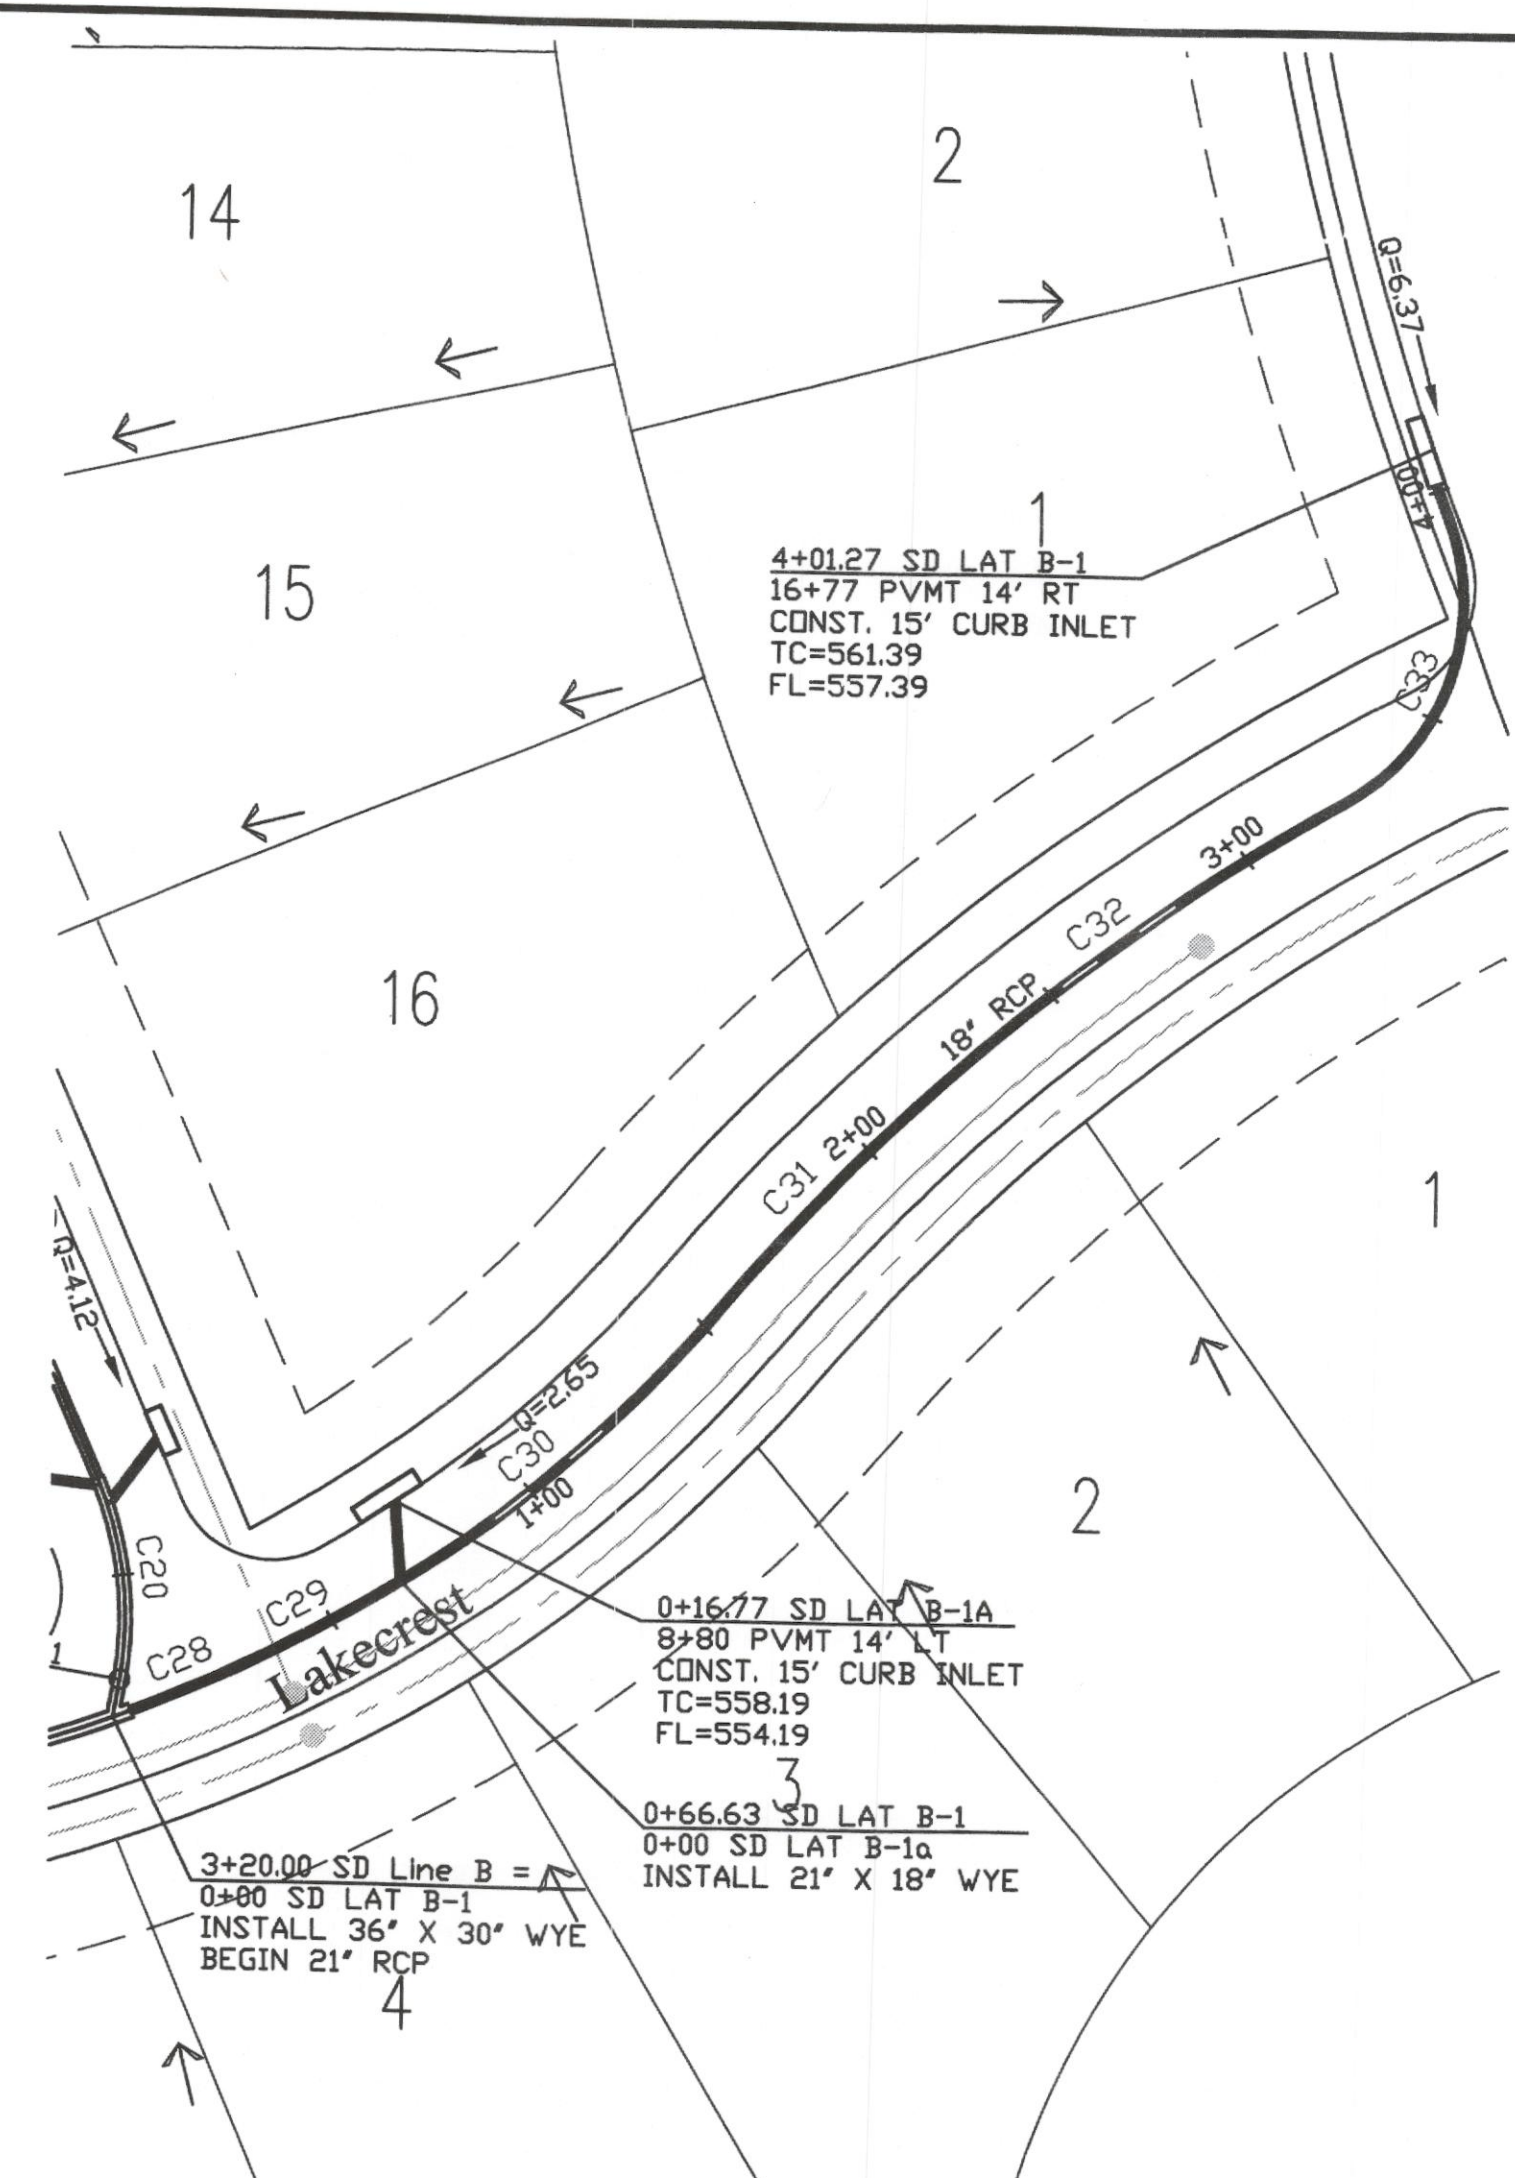 14
2
Q=6.37
15
1
4+00
4+01.27 SD LAT B-1
16+77 PVMT 14' RT
CONST. 15' CURB INLET
TC=561.39
FL=557.39
C33
3+00
C32
16
18" RCP
2+00
C31
1
Q=4.12
Q=2.65
C30
1+00
2
C20
C29
C28
Lakecrest
1
0+16.77 SD LAT B-1A
8+80 PVMT 14' LT
CONST. 15' CURB INLET
TC=558.19
FL=554.19
3
0+66.63 SD LAT B-1
0+00 SD LAT B-1a
INSTALL 21" X 18" WYE
3+20.00 SD Line B =
0+00 SD LAT B-1
INSTALL 36" X 30" WYE
BEGIN 21" RCP
4